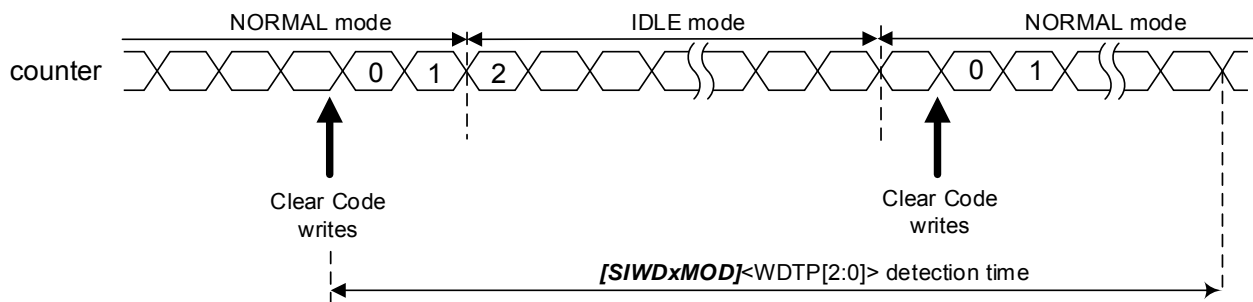 NORMAL mode IDLE mode NORMAL mode
counter 0 1 2 0 1
Clear Code Clear Code
writes writes
[SIWDxMOD]<WDTP[2:0]> detection time